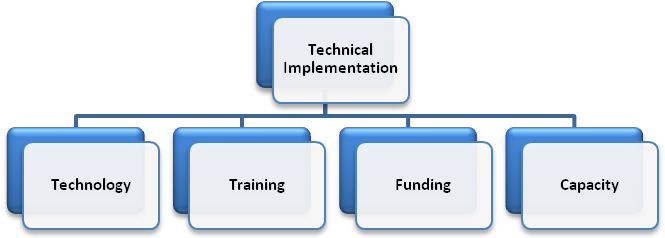 Technical
Implementation
Technology
Training
Funding
Capacity